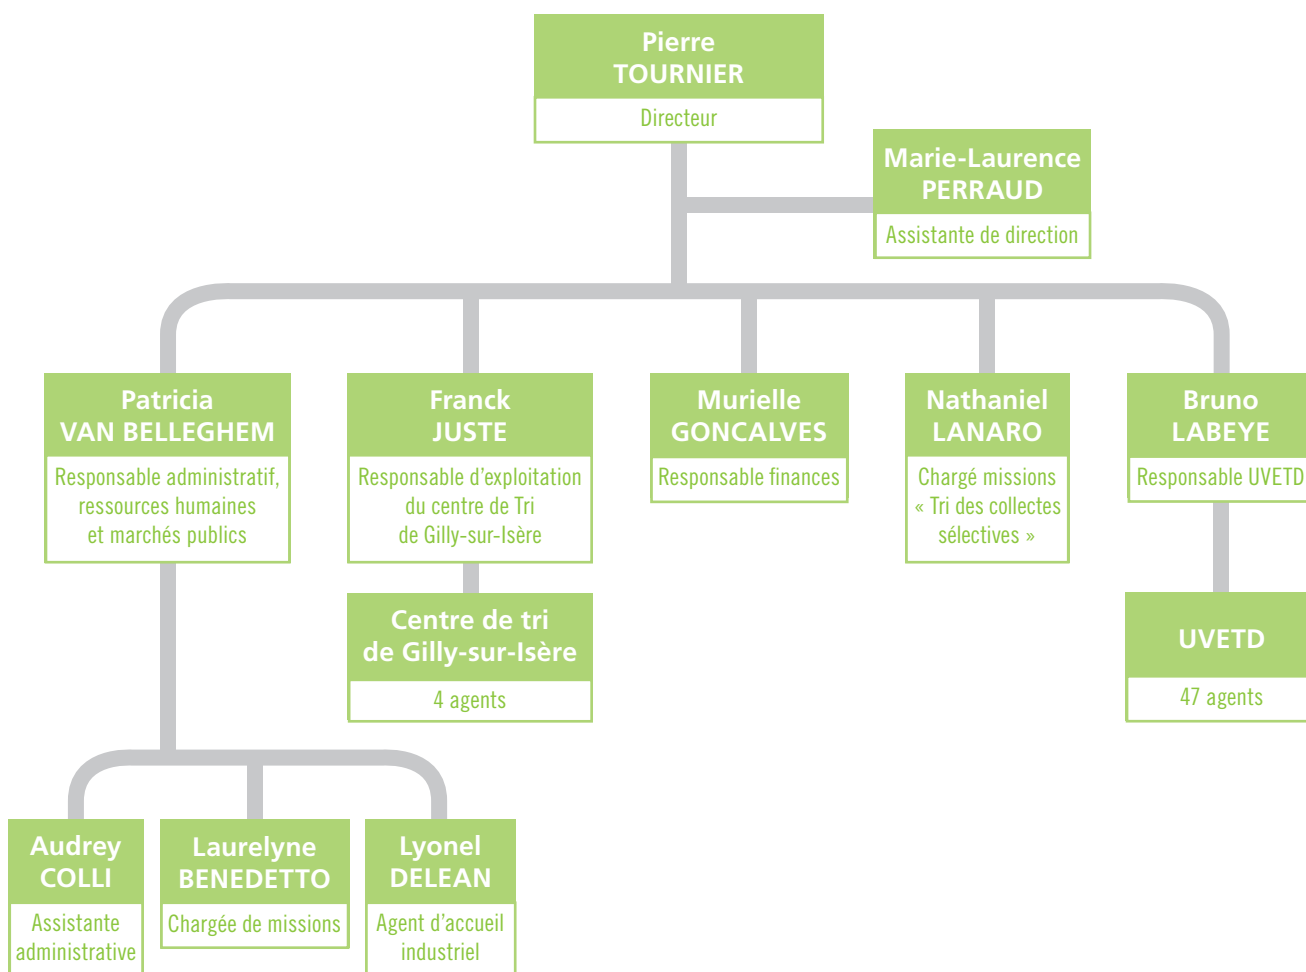 Pierre
TOURNIER
Directeur
Marie-Laurence
PERRAUD
Assistante de direction
Patricia
VAN BELLEGHEM
Responsable administratif,
ressources humaines
et marchés publics
Franck
JUSTE
Responsable d'exploitation
du centre de Tri
de Gilly-sur-Isère
Murielle
GONCALVES
Responsable finances
Nathaniel
LANARO
Chargé missions
« Tri des collectes
sélectives »
Bruno
LABEYE
Responsable UVETD
Centre de tri
de Gilly-sur-Isère
4 agents
UVETD
47 agents
Audrey
COLLI
Assistante
administrative
Laurelyne
BENEDETTO
Chargée de missions
Lyonel
DELEAN
Agent d'accueil
industriel